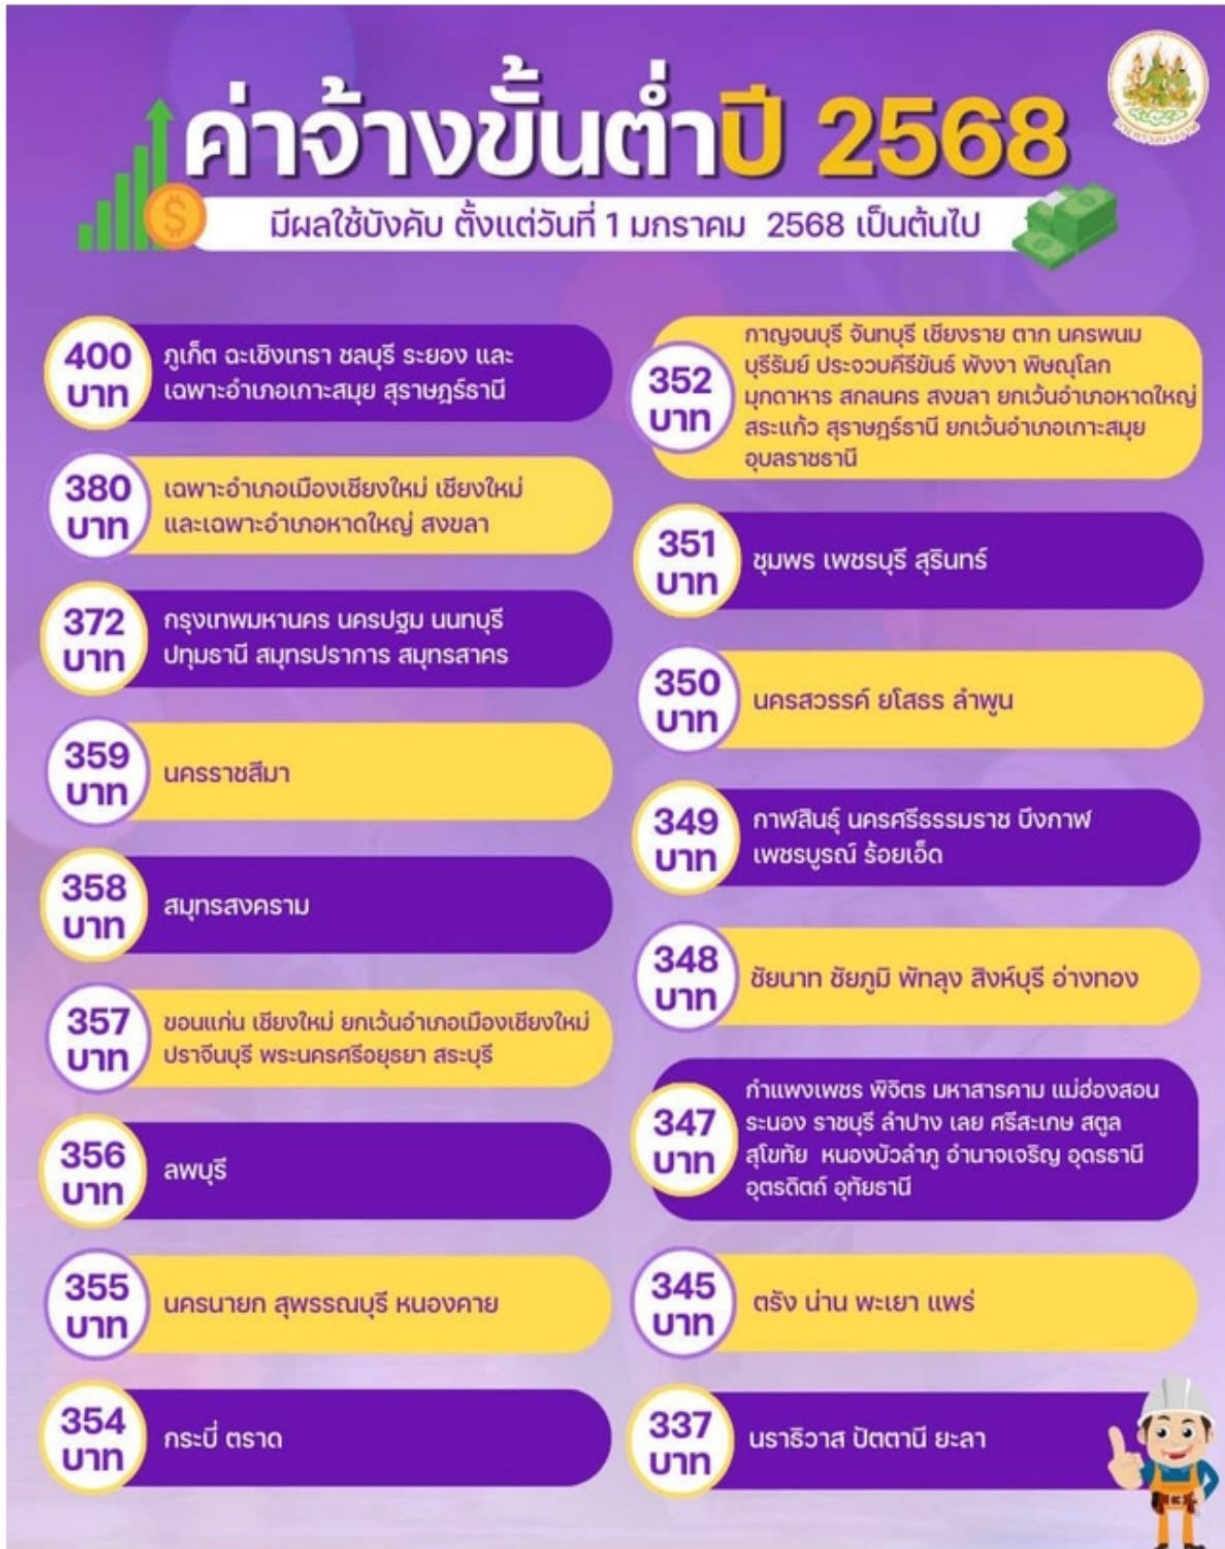 ค่าจ้างขั้นต่ำปี 2568
มีผลใช้บังคับ ตั้งแต่วันที่ 1 มกราคม 2568 เป็นต้นไป
400
บาท
ภูเก็ต ฉะเชิงเทรา ชลบุรี ระยอง และ
เฉพาะอำเภอเกาะสมุย สุราษฎร์ธานี
380
บาท
เฉพาะอำเภอเมืองเชียงใหม่ เชียงใหม่
และเฉพาะอำเภอหาดใหญ่ สงขลา
372
บาท
กรุงเทพมหานคร นครปฐม นนทบุรี
ปทุมธานี สมุทรปราการ สมุทรสาคร
359
บาท
นครราชสีมา
358
บาท
สมุทรสงคราม
357
บาท
ขอนแก่น เชียงใหม่ ยกเว้นอำเภอเมืองเชียงใหม่
ปราจีนบุรี พระนครศรีอยุธยา สระบุรี
356
บาท
ลพบุรี
355
บาท
นครนายก สุพรรณบุรี หนองคาย
354
บาท
กระบี่ ตราด
352
บาท
กาญจนบุรี จันทบุรี เชียงราย ตาก นครพนม
บุรีรัมย์ ประจวบคีรีขันธ์ พังงา พิษณุโลก
มุกดาหาร สกลนคร สงขลา ยกเว้นอำเภอหาดใหญ่
สระแก้ว สุราษฎร์ธานี ยกเว้นอำเภอเกาะสมุย
อุบลราชธานี
351
บาท
ชุมพร เพชรบุรี สุรินทร์
350
บาท
นครสวรรค์ ยโสธร ลำพูน
349
บาท
กาฬสินธุ์ นครศรีธรรมราช บึงกาฬ
เพชรบูรณ์ ร้อยเอ็ด
348
บาท
ชัยนาท ชัยภูมิ พัทลุง สิงห์บุรี อ่างทอง
347
บาท
กำแพงเพชร พิจิตร มหาสารคาม แม่ฮ่องสอน
ระนอง ราชบุรี ลำปาง เลย ศรีสะเกษ สตูล
สุโขทัย หนองบัวลำภู อำนาจเจริญ อุดรธานี
อุตรดิตถ์ อุทัยธานี
345
บาท
ตรัง น่าน พะเยา แพร่
337
บาท
นราธิวาส ปัตตานี ยะลา